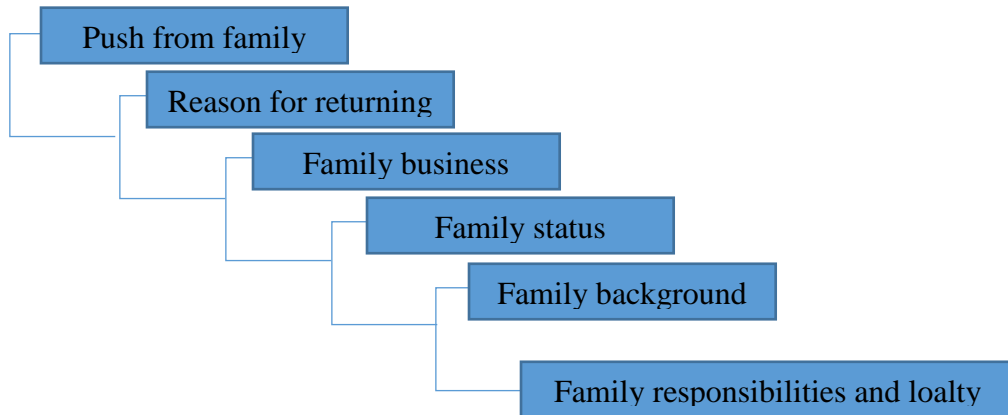 Push from family
Reason for returning
Family business
Family status
Family background
Family responsibilities and loalty